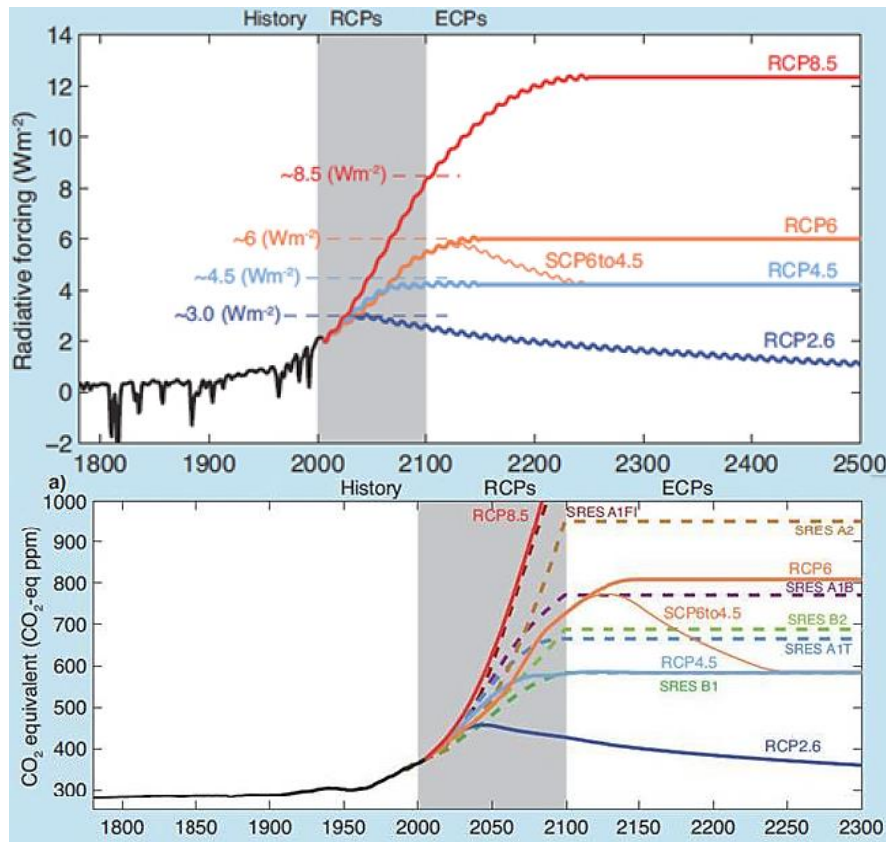 History RCPs ECPs
14
12
10
8
6
4
2
0
−2
Radiative forcing (Wm-2)
RCP8.5
~8.5 (Wm-2)
~6 (Wm-2)
RCP6
SCP6to4.5
~4.5 (Wm-2)
RCP4.5
~3.0 (Wm-2)
RCP2.6
1800 1900 2000 2100 2200 2300 2400 2500
a)
History RCPs ECPs
1000
900
800
700
600
500
400
300
CO2 equivalent (CO2-eq ppm)
RCP8.5
SRES A1FI
SRES A2
RCP6
SRES A1B
SCP6to4.5
SRES B2
SRES A1T
RCP4.5
SRES B1
RCP2.6
1800 1850 1900 1950 2000 2050 2100 2150 2200 2250 2300